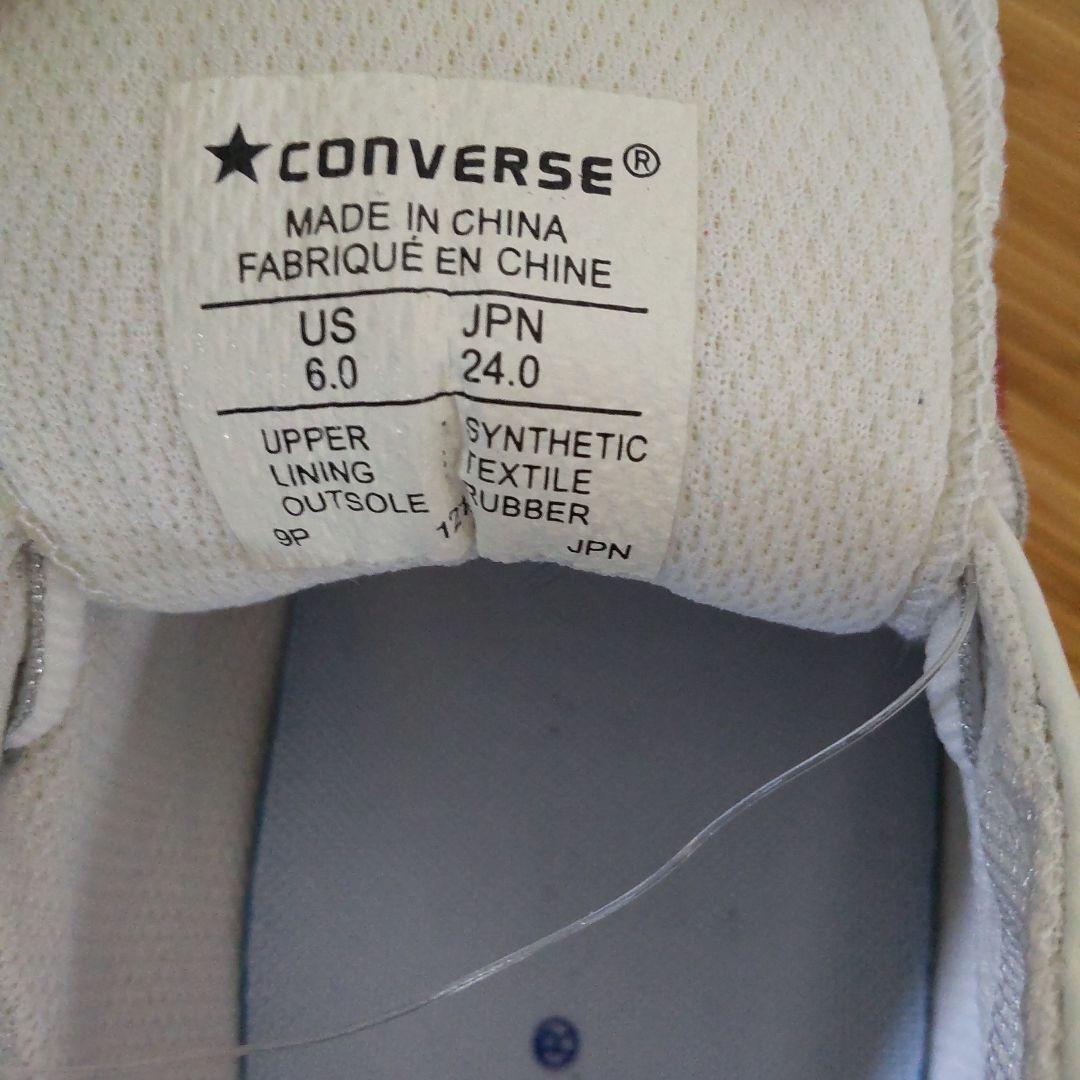 ★CONVERSE®
MADE IN CHINA
FABRIQUÉ EN CHINE
US JPN
6.0 24.0
UPPER : SYNTHETIC
LINING : TEXTILE
OUTSOLE RUBBER
9P JPN